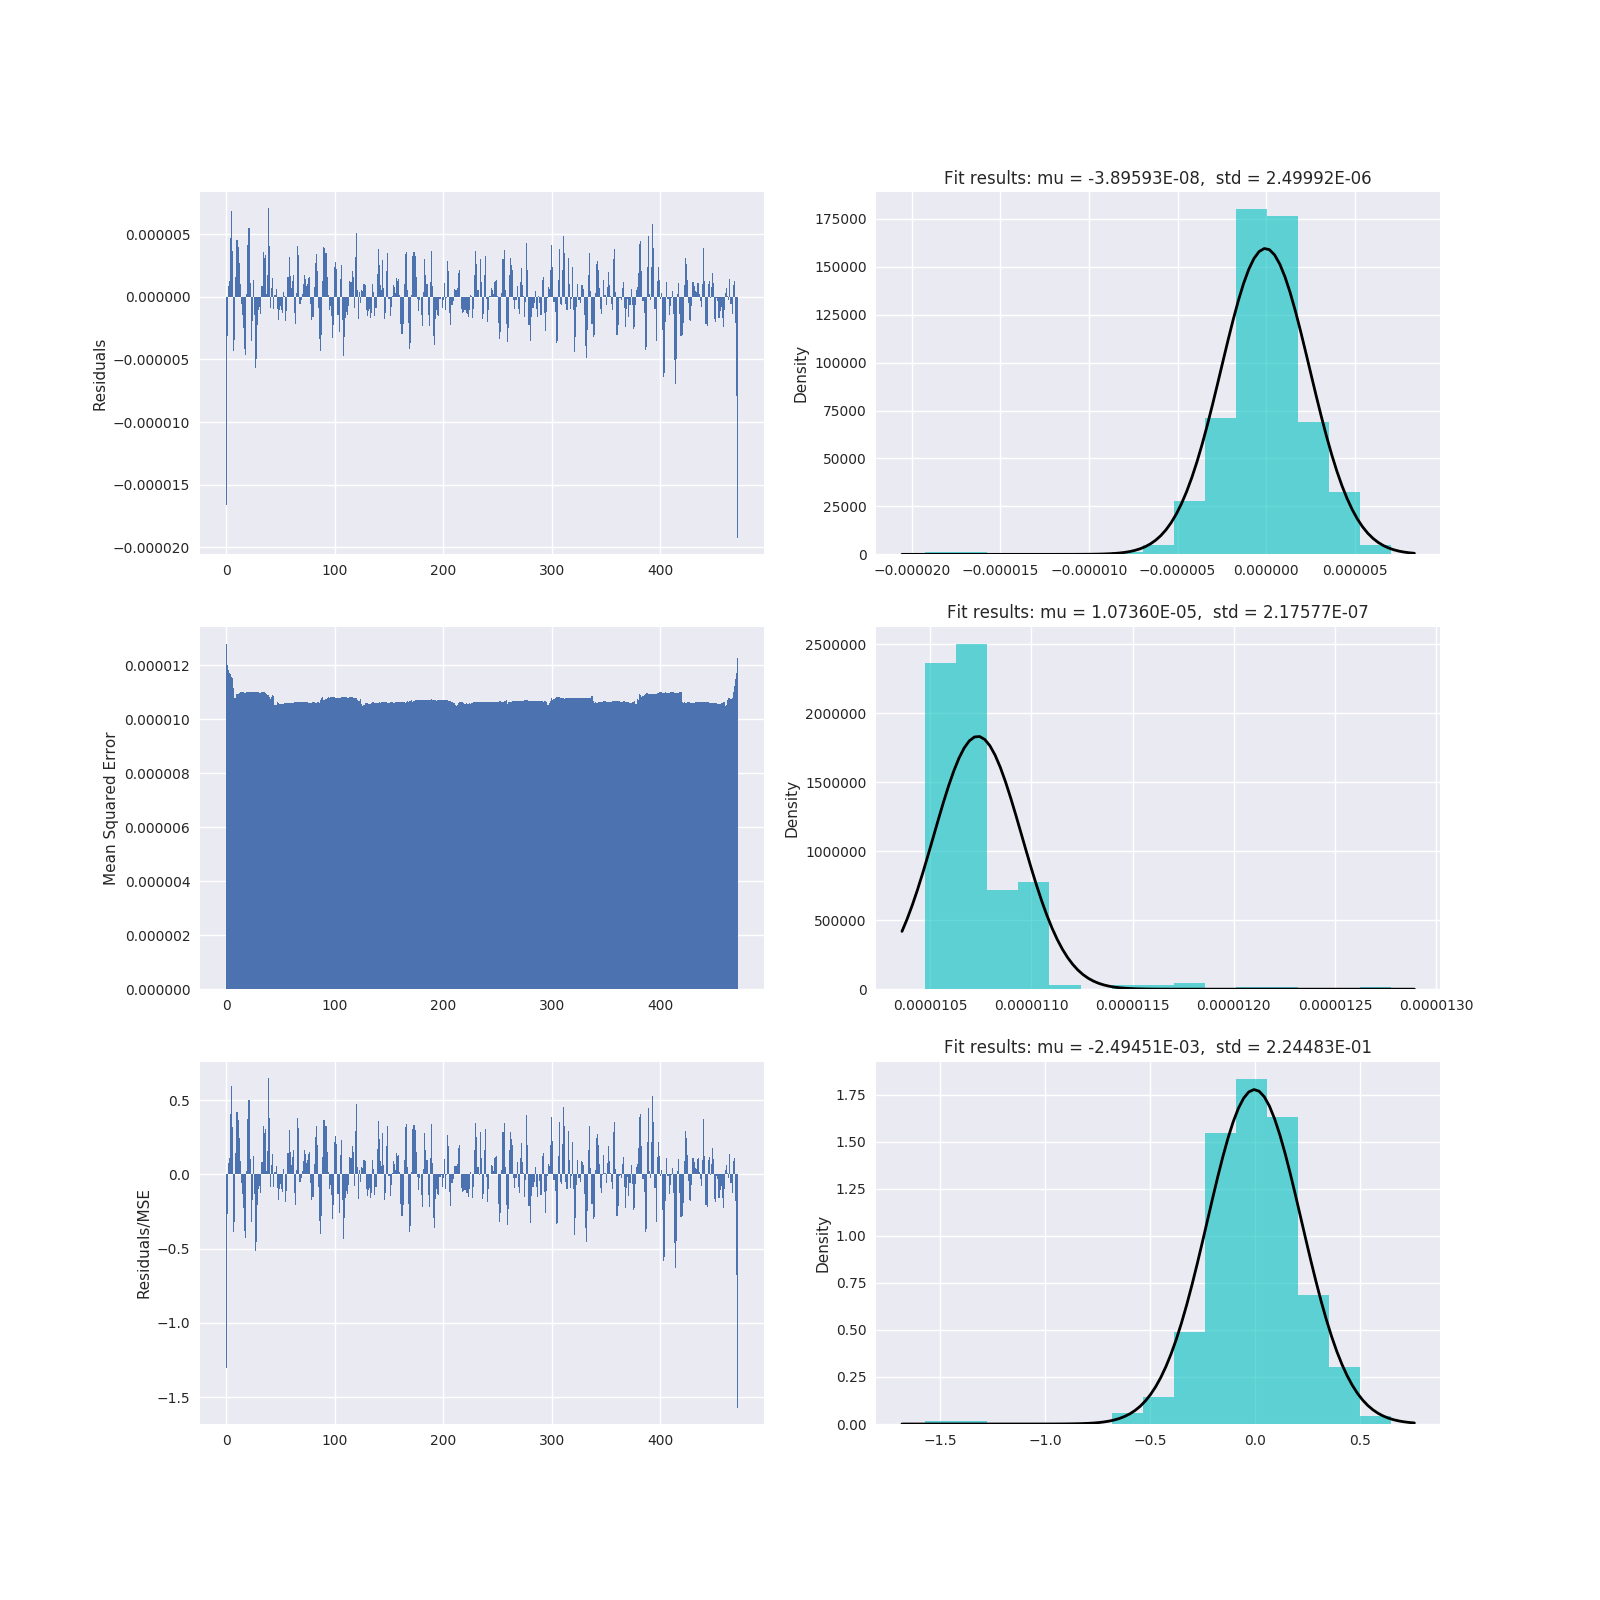 Fit results: mu = -3.89593E-08,  std = 2.49992E-06
Residuals
0.000005
0.000000
−0.000005
−0.000010
−0.000015
−0.000020
0 100 200 300 400
Density
175000
150000
125000
100000
75000
50000
25000
0
−0.000020 −0.000015 −0.000010 −0.000005 0.000000 0.000005
Fit results: mu = 1.07360E-05,  std = 2.17577E-07
Mean Squared Error
0.000012
0.000010
0.000008
0.000006
0.000004
0.000002
0.000000
0 100 200 300 400
Density
2500000
2000000
1500000
1000000
500000
0
0.0000105 0.0000110 0.0000115 0.0000120 0.0000125 0.0000130
Fit results: mu = -2.49451E-03,  std = 2.24483E-01
Residuals/MSE
0.5
0.0
−0.5
−1.0
−1.5
0 100 200 300 400
Density
1.75
1.50
1.25
1.00
0.75
0.50
0.25
0.00
−1.5 −1.0 −0.5 0.0 0.5